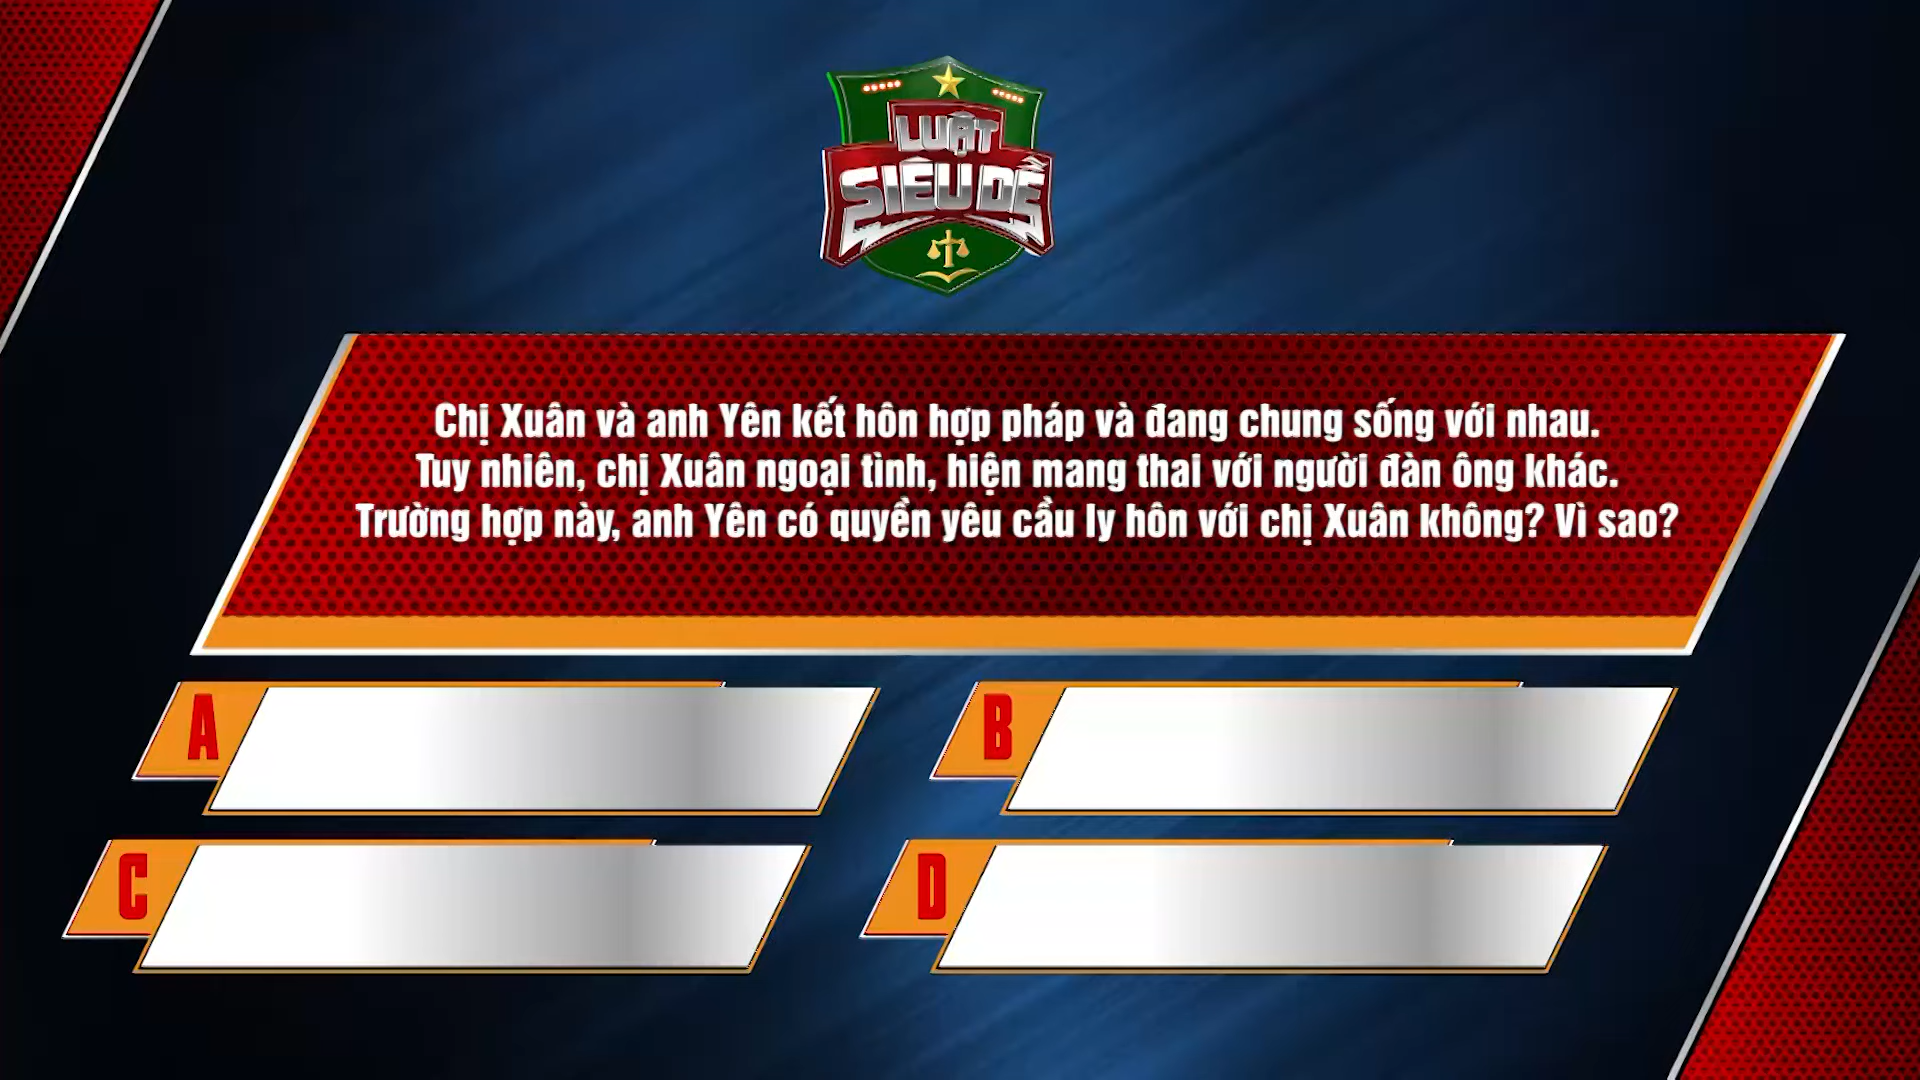 LUẬT
SIÊU DỄ
Chị Xuân và anh Yên kết hôn hợp pháp và đang chung sống với nhau.
Tuy nhiên, chị Xuân ngoại tình, hiện mang thai với người đàn ông khác.
Trường hợp này, anh Yên có quyền yêu cầu ly hôn với chị Xuân không? Vì sao?
A
B
C
D